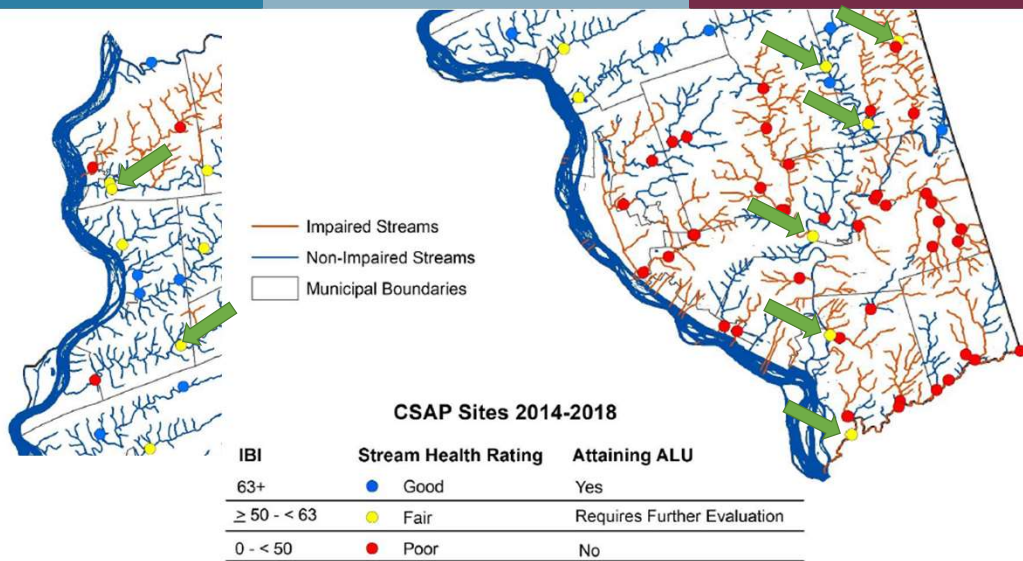 Impaired Streams
Non-Impaired Streams
Municipal Boundaries
CSAP Sites 2014-2018
IBI Stream Health Rating Attaining ALU
63+ Good Yes
≥ 50 - < 63 Fair Requires Further Evaluation
0 - < 50 Poor No